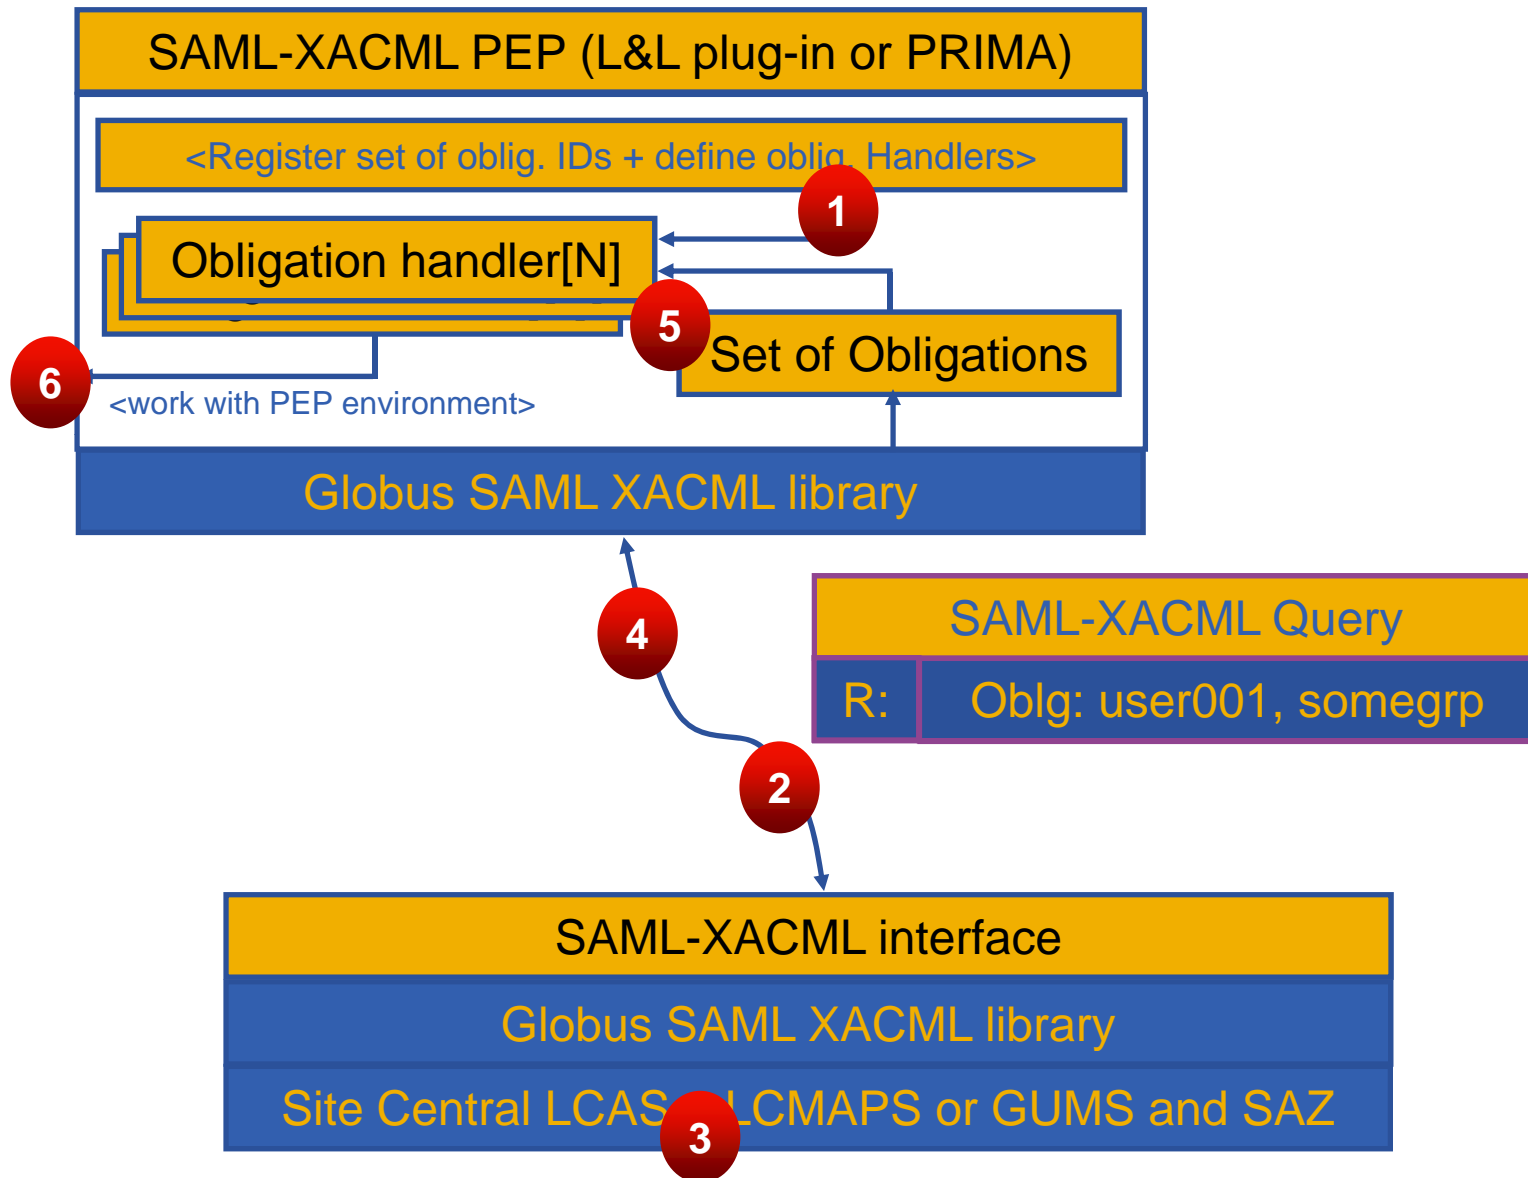 SAML-XACML PEP (L&L plug-in or PRIMA)
<Register set of oblig. IDs + define oblig. Handlers>
1
Obligation handler[N]
5
Set of Obligations
6
<work with PEP environment>
Globus SAML XACML library
4
SAML-XACML Query
R: Oblg: user001, somegrp
2
SAML-XACML interface
Globus SAML XACML library
Site Central LCAS LCMAPS or GUMS and SAZ
3